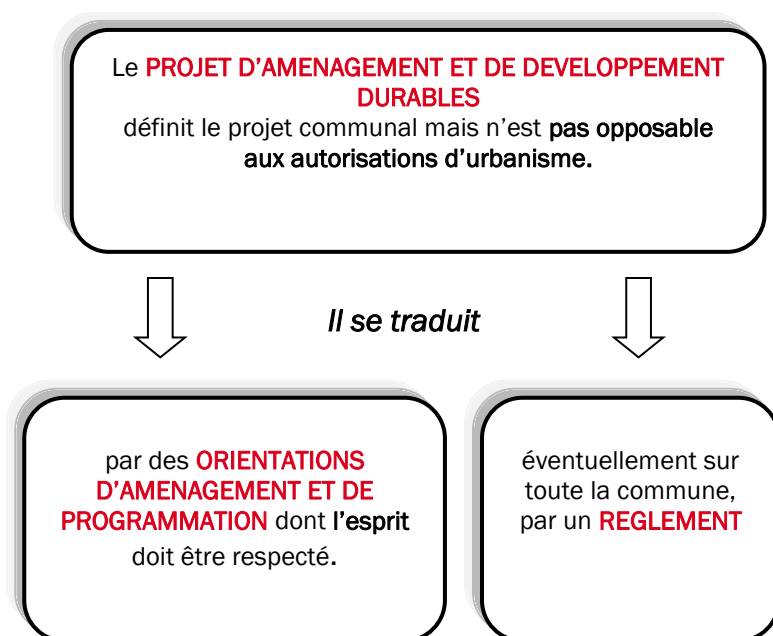 Le PROJET D’AMENAGEMENT ET DE DEVELOPPEMENT
DURABLES
définit le projet communal mais n’est pas opposable
aux autorisations d’urbanisme.
Il se traduit
par des ORIENTATIONS
D’AMENAGEMENT ET DE
PROGRAMMATION dont l’esprit
doit être respecté.
éventuellement sur
toute la commune,
par un REGLEMENT